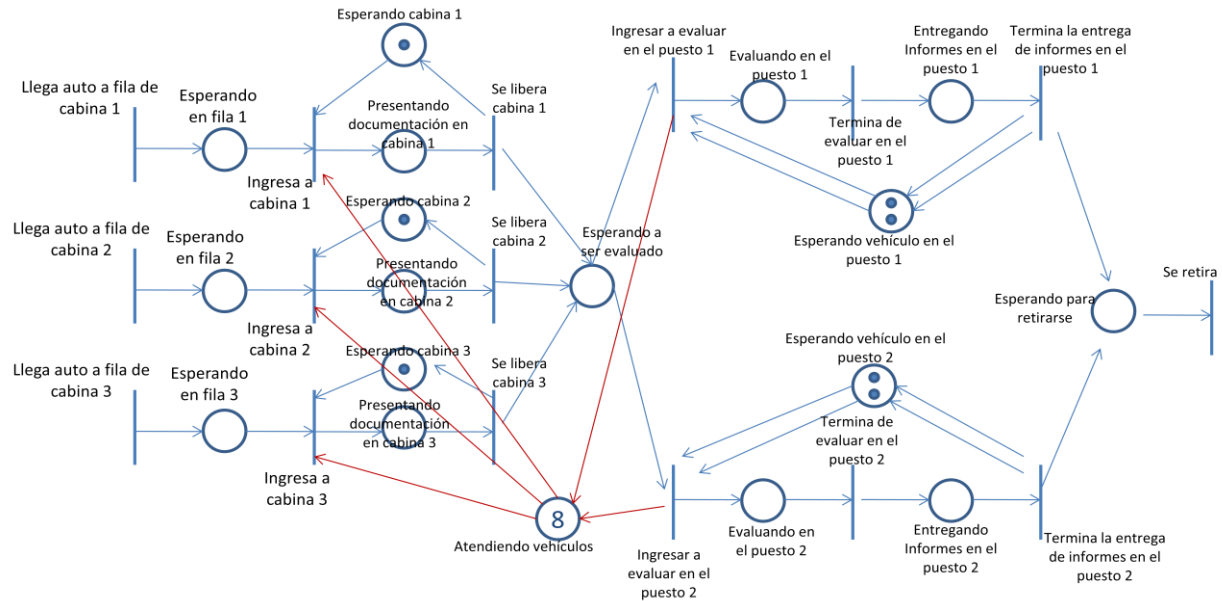 Esperando cabina 1
Llega auto a fila de
cabina 1
Esperando
en fila 1
Presentando
documentación en
cabina 1
Se libera
cabina 1
Ingresa a
cabina 1
Ingresar a evaluar
en el puesto 1
Evaluando en el
puesto 1
Entregando
Informes en el
puesto 1
Termina la entrega
de informes en el
puesto 1
Termina de
evaluar en el
puesto 1
Esperando vehículo en el
puesto 1
Llega auto a fila de
cabina 2
Esperando
en fila 2
Esperando cabina 2
Presentando
documentación
en cabina 2
Se libera
cabina 2
Ingresa a
cabina 2
Esperando a
ser evaluado
Esperando para
retirarse
Se retira
Llega auto a fila de
cabina 3
Esperando
en fila 3
Esperando cabina 3
Presentando
documentación
en cabina 3
Se libera
cabina 3
Ingresa a
cabina 3
8
Atendiendo vehículos
Esperando vehículo en el
puesto 2
Termina de
evaluar en el
puesto 2
Ingresar a
evaluar en el
puesto 2
Evaluando en
el puesto 2
Entregando
Informes en el
puesto 2
Termina la entrega
de informes en el
puesto 2